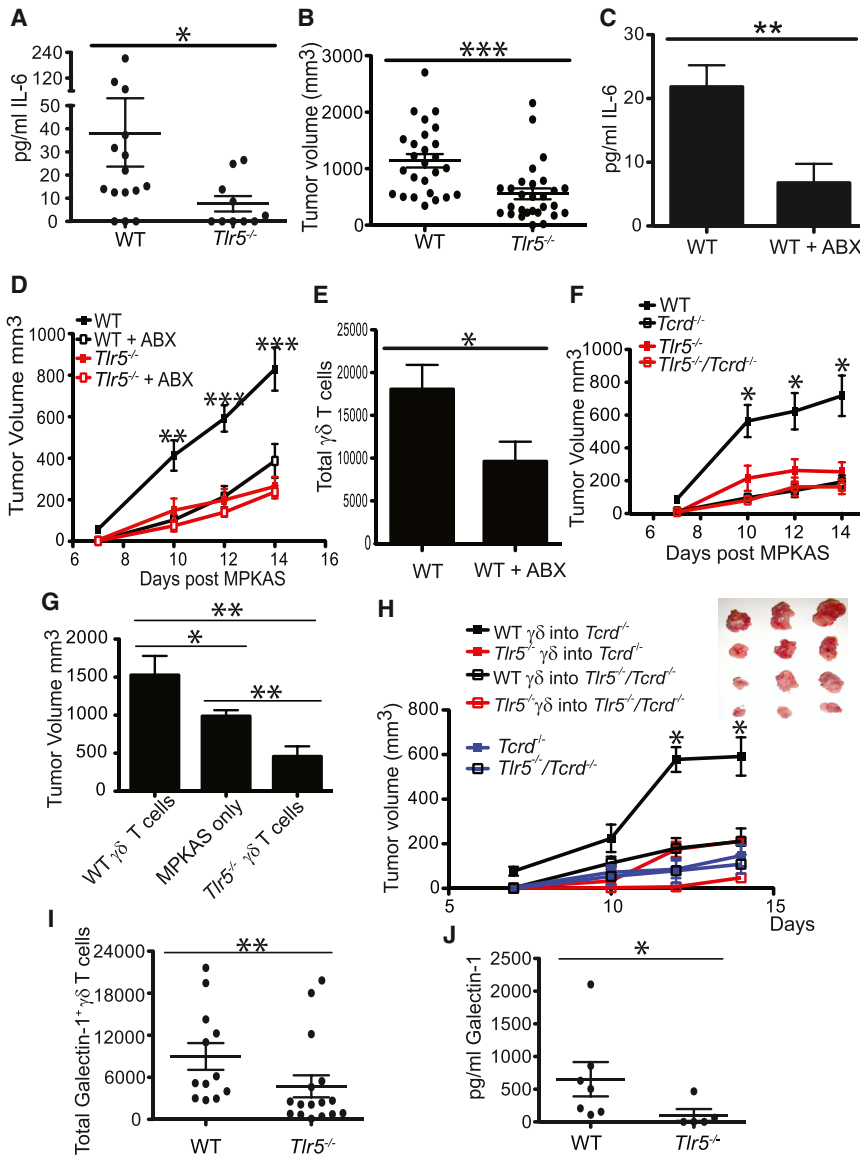 A
*
pg/ml IL-6
240
180
120
50
40
30
20
10
0
WT
Tlr5-/-
B
***
Tumor volume (mm3)
3000
2000
1000
0
WT
Tlr5-/-
C
**
pg/ml IL-6
30
20
10
0
WT
WT + ABX
D
WT
WT + ABX
Tlr5-/-
Tlr5-/- + ABX
Tumor Volume mm3
1000
800
600
400
200
0
**
***
***
6
8
10
12
14
16
Days post MPKAS
E
*
Total γδ T cells
25000
20000
15000
10000
5000
0
WT
WT + ABX
F
WT
Tcrd-/-
Tlr5-/-
Tlr5-/-/Tcrd-/-
Tumor Volume mm3
1000
800
600
400
200
0
*
*
*
6
8
10
12
14
Days post MPKAS
G
**
*
**
Tumor Volume mm3
2000
1500
1000
500
0
WT γδ T cells
MPKAS only
Tlr5-/- γδ T cells
H
WT γδ into Tcrd-/-
Tlr5-/- γδ into Tcrd-/-
WT γδ into Tlr5-/-/Tcrd-/-
Tlr5-/- γδ into Tlr5-/-/Tcrd-/-
Tcrd-/-
Tlr5-/-/Tcrd-/-
Tumor volume (mm3)
800
600
400
200
0
*
*
5
10
15
Days
I
**
Total Galectin-1+ γδ T cells
24000
18000
12000
6000
0
WT
Tlr5-/-
J
*
pg/ml Galectin-1
2500
2000
1500
1000
500
0
WT
Tlr5-/-